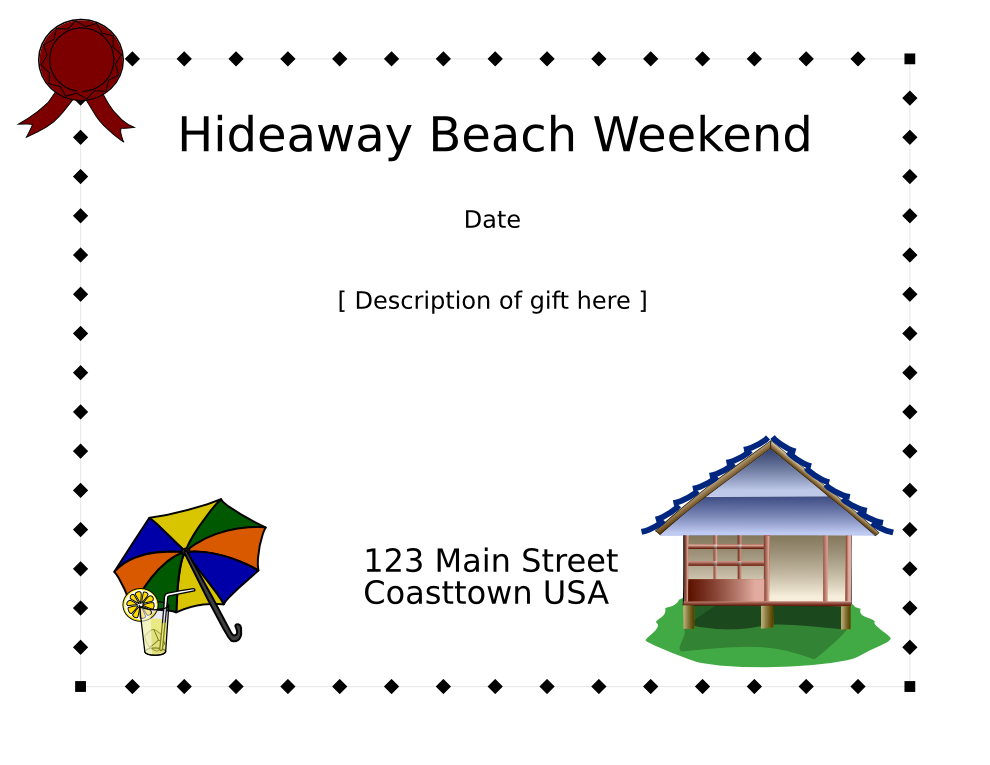 Hideaway Beach Weekend
Date
[ Description of gift here ]
123 Main Street
Coasttown USA